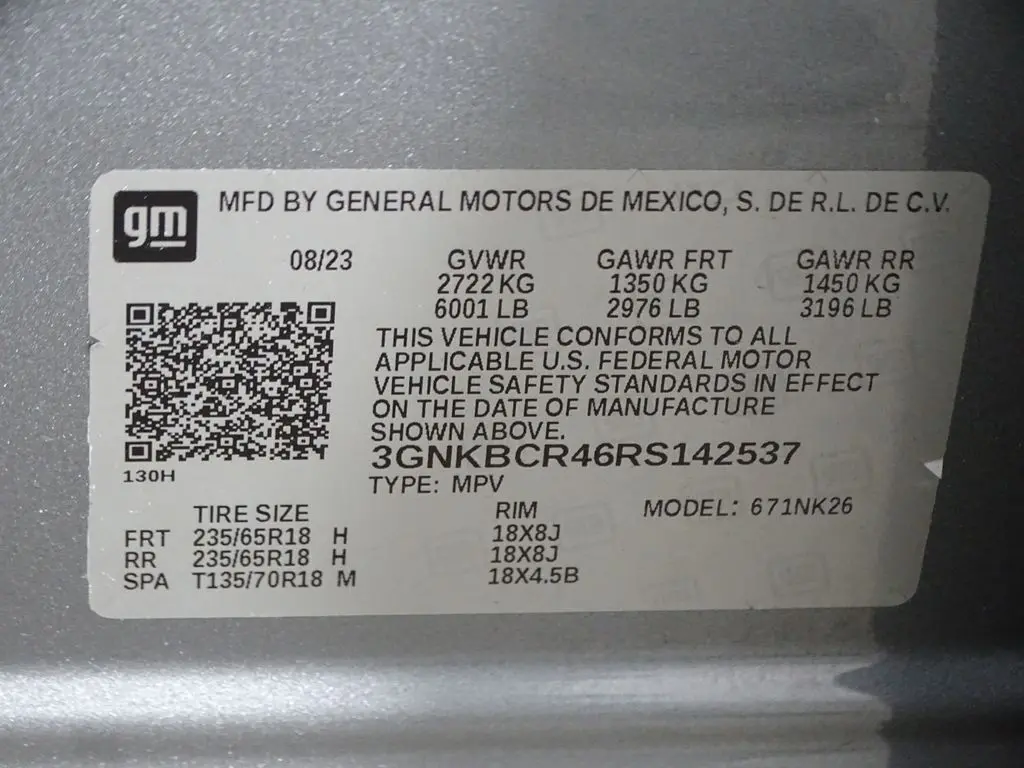 gm MFD BY GENERAL MOTORS DE MEXICO, S. DE R.L. DE C.V.
08/23 GVWR GAWR FRT GAWR RR
2722 KG 1350 KG 1450 KG
6001 LB 2976 LB 3196 LB
THIS VEHICLE CONFORMS TO ALL
APPLICABLE U.S. FEDERAL MOTOR
VEHICLE SAFETY STANDARDS IN EFFECT
ON THE DATE OF MANUFACTURE
SHOWN ABOVE.
3GNKBCR46RS142537
130H
TYPE: MPV
TIRE SIZE RIM MODEL: 671NK26
FRT 235/65R18 H 18X8J
RR 235/65R18 H 18X8J
SPA T135/70R18 M 18X4.5B